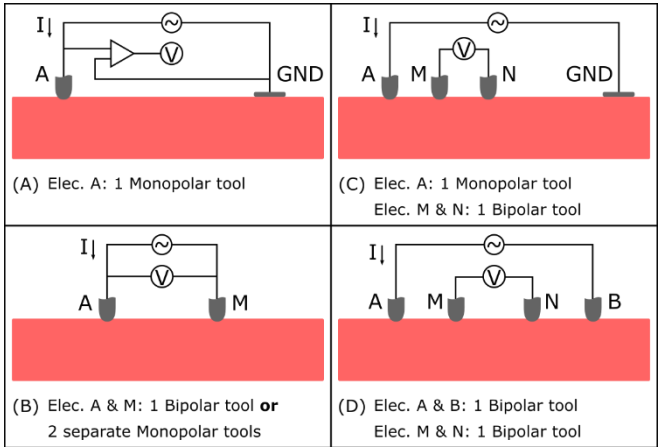 I↓
V
A
GND
(A) Elec. A: 1 Monopolar tool
I↓
V
A M N GND
(C) Elec. A: 1 Monopolar tool
Elec. M & N: 1 Bipolar tool
I↓
V
A M
(B) Elec. A & M: 1 Bipolar tool or
2 separate Monopolar tools
I↓
V
A M N B
(D) Elec. A & B: 1 Bipolar tool
Elec. M & N: 1 Bipolar tool